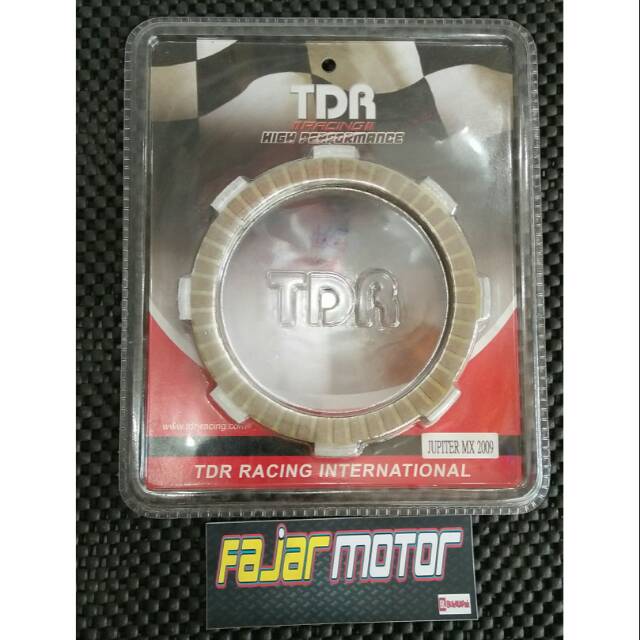 TDR
RACING
HIGH PERFORMANCE
TDR
www.tdrracing.com
JUPITER MX 2009
TDR RACING INTERNATIONAL
Fajar MOTOR